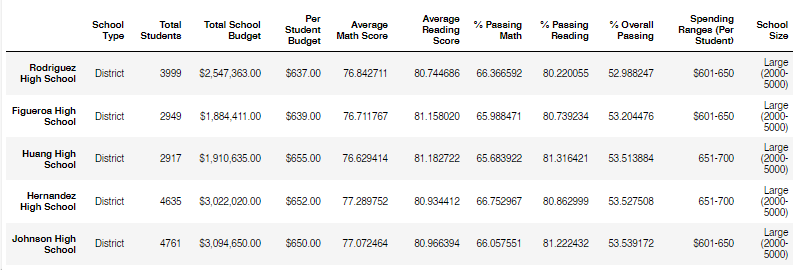 School Type	Total Students	Total School Budget	Per Student Budget	Average Math Score	Average Reading Score	% Passing Math	% Passing Reading	% Overall Passing	Spending Ranges (Per Student)	School Size
Rodriguez High School	District	3999	$2,547,363.00	$637.00	76.842711	80.744686	66.366592	80.220055	52.988247	$601-650	Large (2000-5000)
Figueroa High School	District	2949	$1,884,411.00	$639.00	76.711767	81.158020	65.988471	80.739234	53.204476	$601-650	Large (2000-5000)
Huang High School	District	2917	$1,910,635.00	$655.00	76.629414	81.182722	65.683922	81.316421	53.513884	651-700	Large (2000-5000)
Hernandez High School	District	4635	$3,022,020.00	$652.00	77.289752	80.934412	66.752967	80.862999	53.527508	651-700	Large (2000-5000)
Johnson High School	District	4761	$3,094,650.00	$650.00	77.072464	80.966394	66.057551	81.222432	53.539172	$601-650	Large (2000-5000)